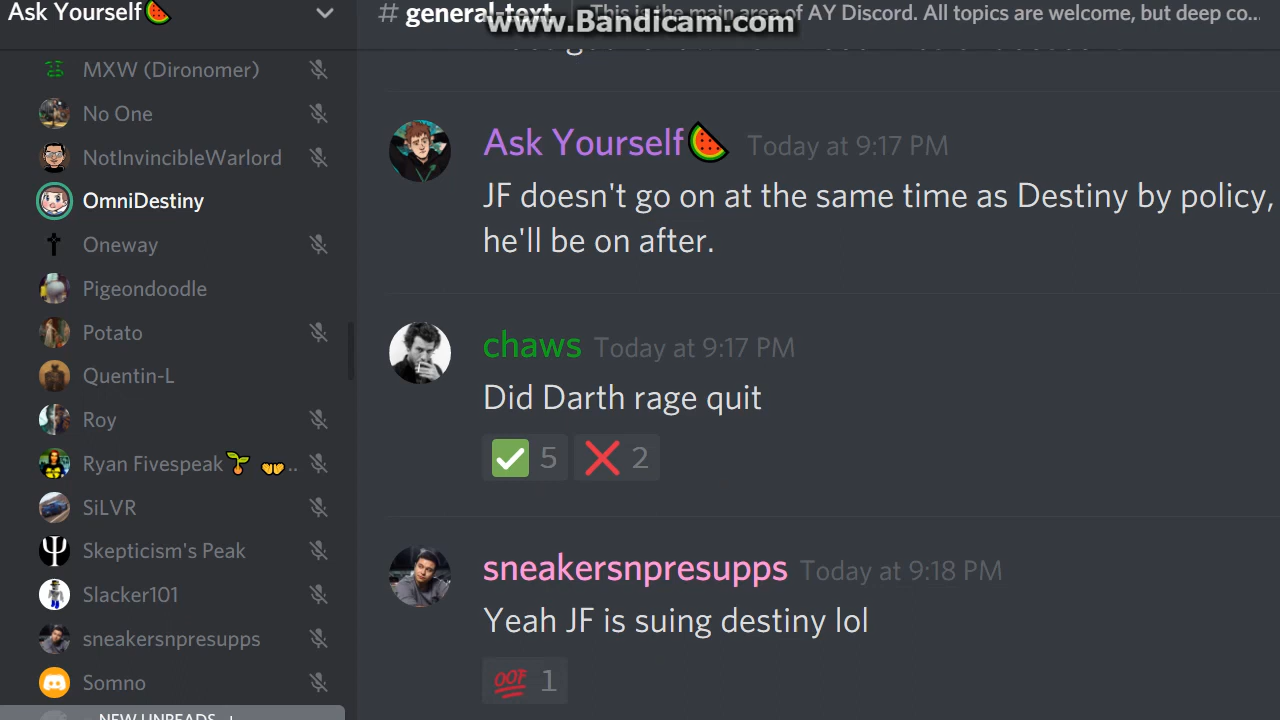 Ask Yourself🍉
# general-text
This is the main area of AY Discord. All topics are welcome, but deep co...
www.Bandicam.com
MXW (Dironomer)
No One
NotInvincibleWarlord
OmniDestiny
Oneway
Pigeondoodle
Potato
Quentin-L
Roy
Ryan Fivespeak🌱 ..
SiLVR
Skepticism's Peak
Slacker101
sneakersnpresupps
Somno
NEW UNREADS
Ask Yourself🍉 Today at 9:17 PM
JF doesn't go on at the same time as Destiny by policy,
he'll be on after.
chaws Today at 9:17 PM
Did Darth rage quit
✅ 5 ❌ 2
sneakersnpresupps Today at 9:18 PM
Yeah JF is suing destiny lol
OOF 1